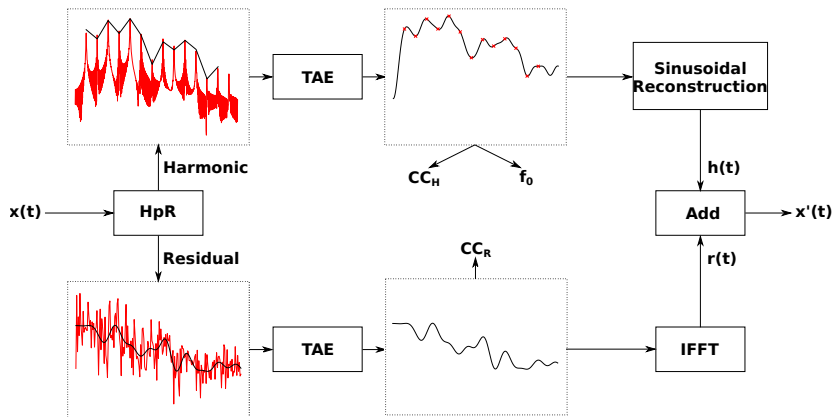 TAE
Sinusoidal
Reconstruction
Harmonic
CC_H
f_0
h(t)
x(t)
HpR
Add
x'(t)
Residual
CC_R
r(t)
TAE
IFFT